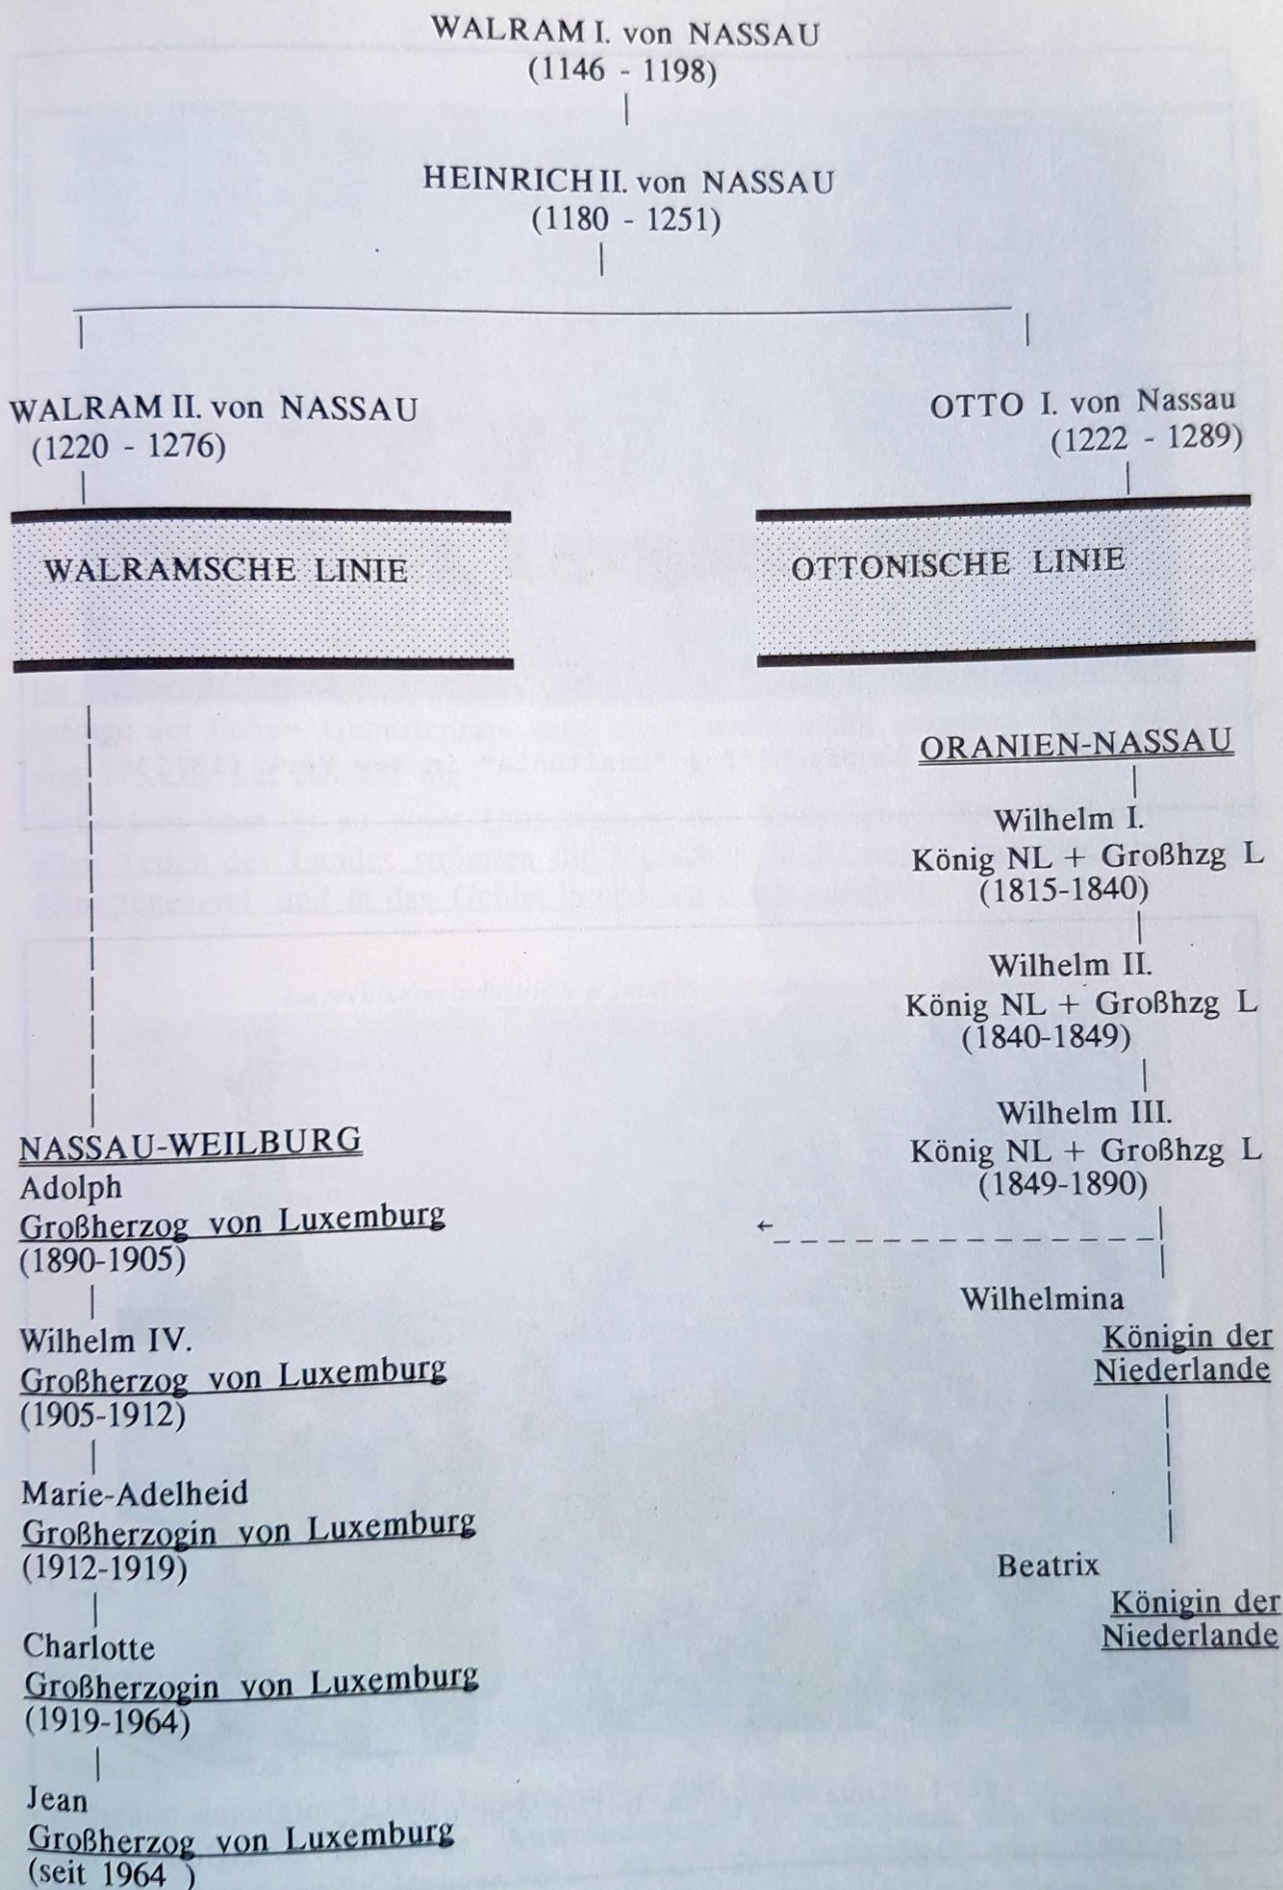 WALRAM I. von NASSAU
(1146 - 1198)
HEINRICH II. von NASSAU
(1180 - 1251)
WALRAM II. von NASSAU
(1220 - 1276)
OTTO I. von Nassau
(1222 - 1289)
WALRAMSCHE LINIE
OTTONISCHE LINIE
ORANIEN-NASSAU
Wilhelm I.
König NL + Großhzg L
(1815-1840)
Wilhelm II.
König NL + Großhzg L
(1840-1849)
Wilhelm III.
König NL + Großhzg L
(1849-1890)
NASSAU-WEILBURG
Adolph
Großherzog von Luxemburg
(1890-1905)
Wilhelm IV.
Großherzog von Luxemburg
(1905-1912)
Marie-Adelheid
Großherzogin von Luxemburg
(1912-1919)
Charlotte
Großherzogin von Luxemburg
(1919-1964)
Jean
Großherzog von Luxemburg
(seit 1964 )
Wilhelmina
Königin der
Niederlande
Beatrix
Königin der
Niederlande